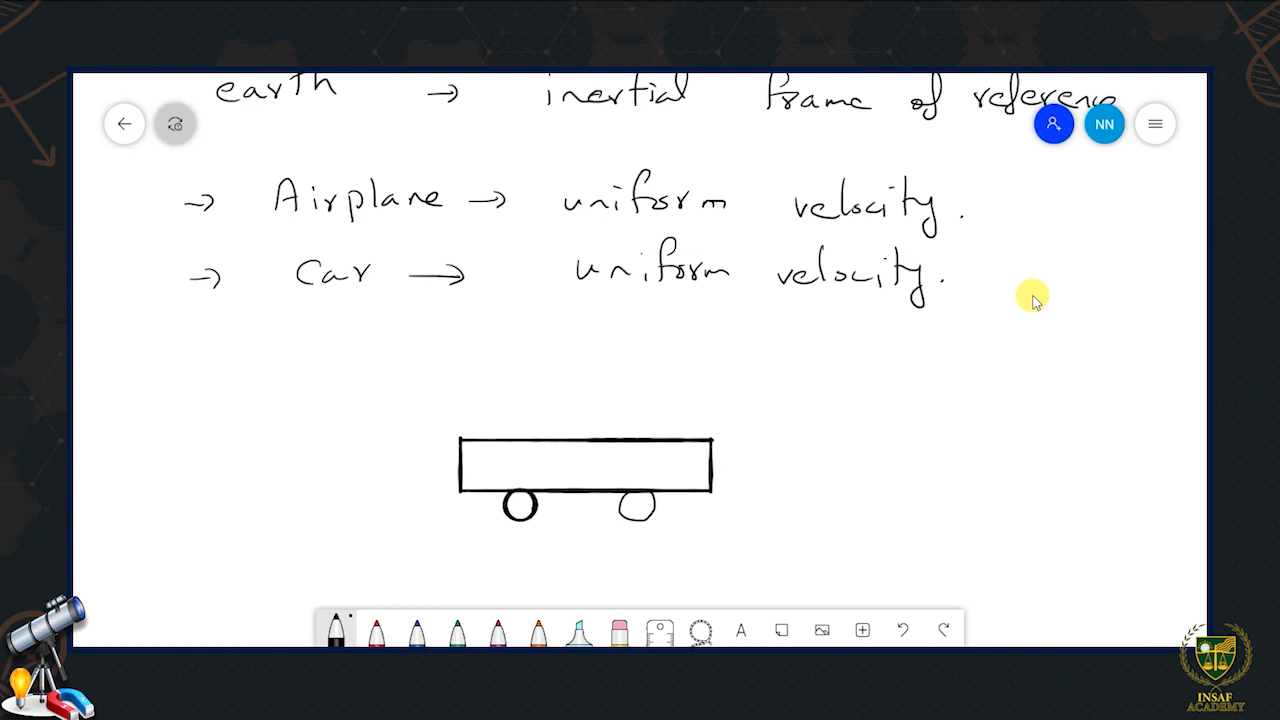 earth → inertial frame of reference
NN
→ Airplane → uniform velocity.
→ Car → uniform velocity.
A
INSAF
ACADEMY